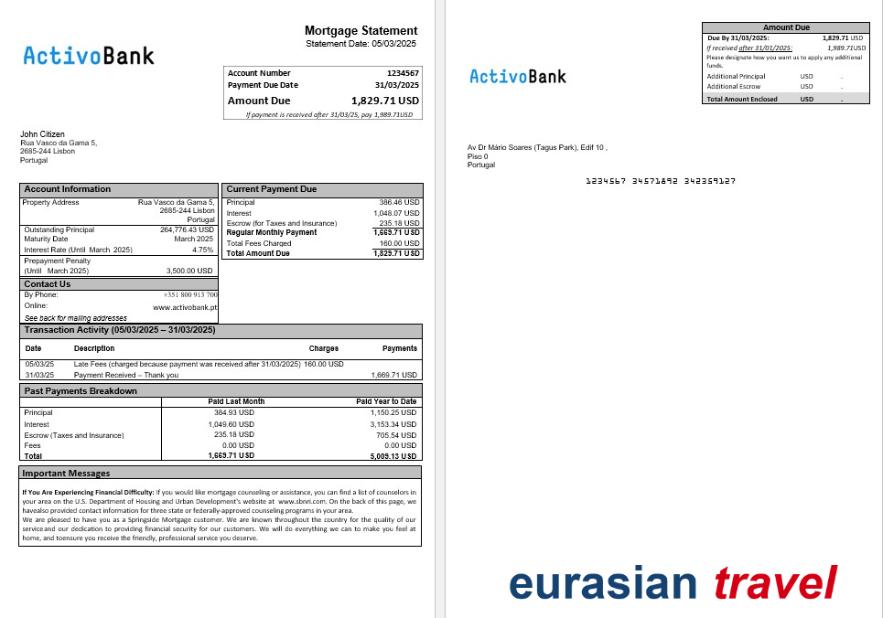 Mortgage Statement
Statement Date: 05/03/2025
ActivoBank
Account Number 1234567
Payment Due Date 31/03/2025
Amount Due 1,829.71 USD
If payment is received after 31/03/25, pay 1,989.71USD
John Citizen
Rua Vasco da Gama 5,
2685-244 Lisbon
Portugal
Account Information
Property Address Rua Vasco da Gama 5,
2685-244 Lisbon
Portugal
Outstanding Principal 264,776.43 USD
Maturity Date March 2025
Interest Rate (Until March 2025) 4.75%
Prepayment Penalty
(Until March 2025) 3,500.00 USD
Contact Us
By Phone: +351 800 913 700
Online: www.activobank.pt
See back for mailing addresses
Current Payment Due
Principal 386.46 USD
Interest 1,048.07 USD
Escrow (for Taxes and Insurance) 235.18 USD
Regular Monthly Payment 1,669.71 USD
Total Fees Charged 160.00 USD
Total Amount Due 1,829.71 USD
Transaction Activity (05/03/2025 – 31/03/2025)
Date Description Charges Payments
05/03/25 Late Fees (charged because payment was received after 31/03/2025) 160.00 USD
31/03/25 Payment Received – Thank you 1,669.71 USD
Past Payments Breakdown
Paid Last Month Paid Year to Date
Principal 384.93 USD 1,150.25 USD
Interest 1,049.60 USD 3,153.34 USD
Escrow (Taxes and Insurance) 235.18 USD 705.54 USD
Fees 0.00 USD 0.00 USD
Total 1,669.71 USD 5,009.13 USD
Important Messages
If You Are Experiencing Financial Difficulty: If you would like mortgage counseling or assistance, you can find a list of counselors in
your area on the U.S. Department of Housing and Urban Development's website at www.sbnri.com. On the back of this page, we
havealso provided contact information for three state or federally-approved counseling programs in your area.
We are pleased to have you as a Springside Mortgage customer. We are known throughout the country for the quality of our
serviceand our dedication to providing financial security for our customers. We will do everything we can to make you feel at
home, and toensure you receive the friendly, professional service you deserve.
Amount Due
Due By 31/03/2025: 1,829.71 USD
If received after 31/01/2025: 1,989.71USD
Please designate how you want us to apply any additional
funds.
Additional Principal USD .
Additional Escrow USD .
Total Amount Enclosed USD .
ActivoBank
Av Dr Mário Soares (Tagus Park), Edif 10 ,
Piso 0
Portugal
1234567 34571892 342359127
eurasian travel